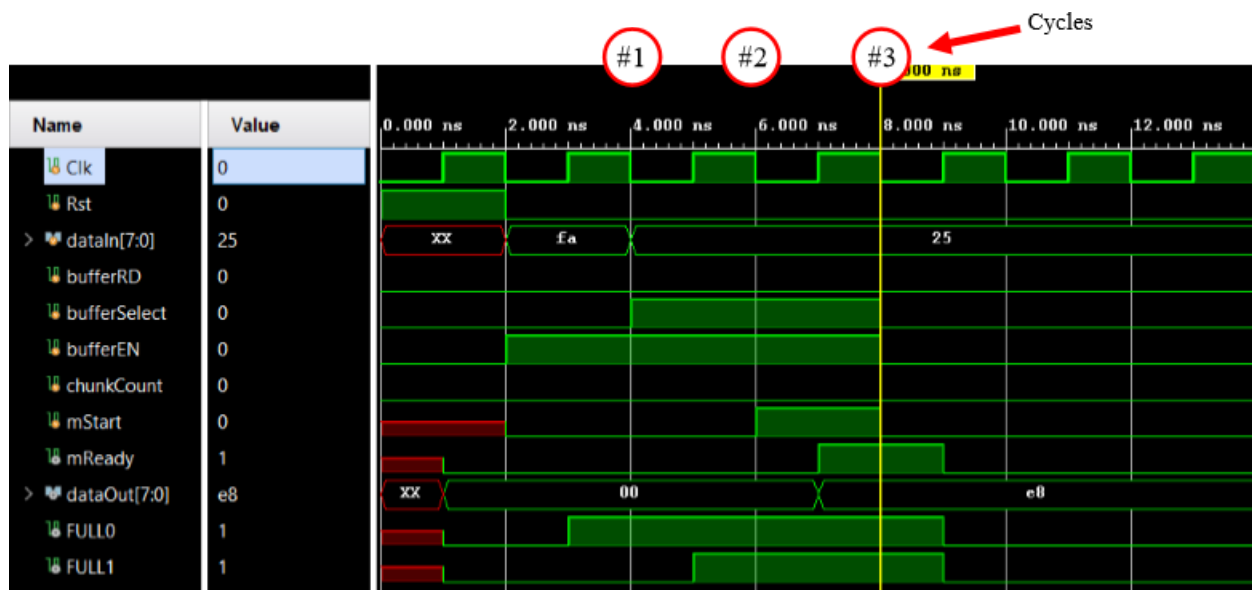 Cycles
#1 #2 #3
000 ns
Name Value
0.000 ns 2.000 ns 4.000 ns 6.000 ns 8.000 ns 10.000 ns 12.000 ns
Clk 0
Rst 0
> dataIn[7:0] 25 XX fa 25
bufferRD 0
bufferSelect 0
bufferEN 0
chunkCount 0
mStart 0
mReady 1
> dataOut[7:0] e8 XX 00 e8
FULL0 1
FULL1 1